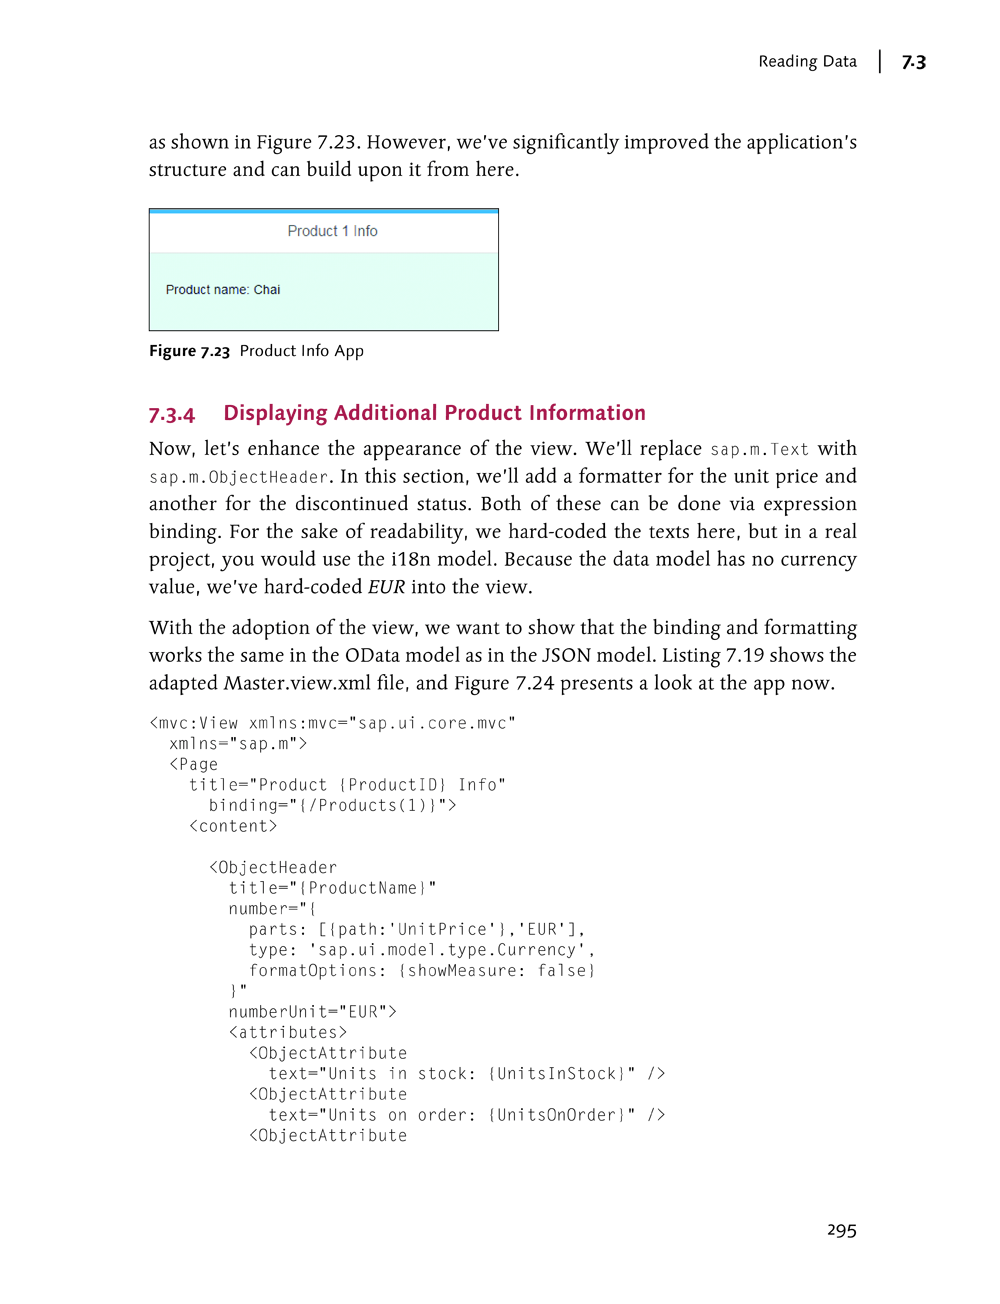 Reading Data | 7.3
as shown in Figure 7.23. However, we’ve significantly improved the application’s
structure and can build upon it from here.
Product 1 Info
Product name: Chai
Figure 7.23 Product Info App
7.3.4 Displaying Additional Product Information
Now, let’s enhance the appearance of the view. We’ll replace sap.m.Text with
sap.m.ObjectHeader. In this section, we’ll add a formatter for the unit price and
another for the discontinued status. Both of these can be done via expression
binding. For the sake of readability, we hard-coded the texts here, but in a real
project, you would use the i18n model. Because the data model has no currency
value, we’ve hard-coded EUR into the view.
With the adoption of the view, we want to show that the binding and formatting
works the same in the OData model as in the JSON model. Listing 7.19 shows the
adapted Master.view.xml file, and Figure 7.24 presents a look at the app now.
<mvc:View xmlns:mvc="sap.ui.core.mvc"
  xmlns="sap.m">
  <Page
    title="Product {ProductID} Info"
      binding="{/Products(1)}">
    <content>
      <ObjectHeader
        title="{ProductName}"
        number="{
          parts: [{path:'UnitPrice'},'EUR'],
          type: 'sap.ui.model.type.Currency',
          formatOptions: {showMeasure: false}
        }"
        numberUnit="EUR">
        <attributes>
          <ObjectAttribute
            text="Units in stock: {UnitsInStock}" />
          <ObjectAttribute
            text="Units on order: {UnitsOnOrder}" />
          <ObjectAttribute
295